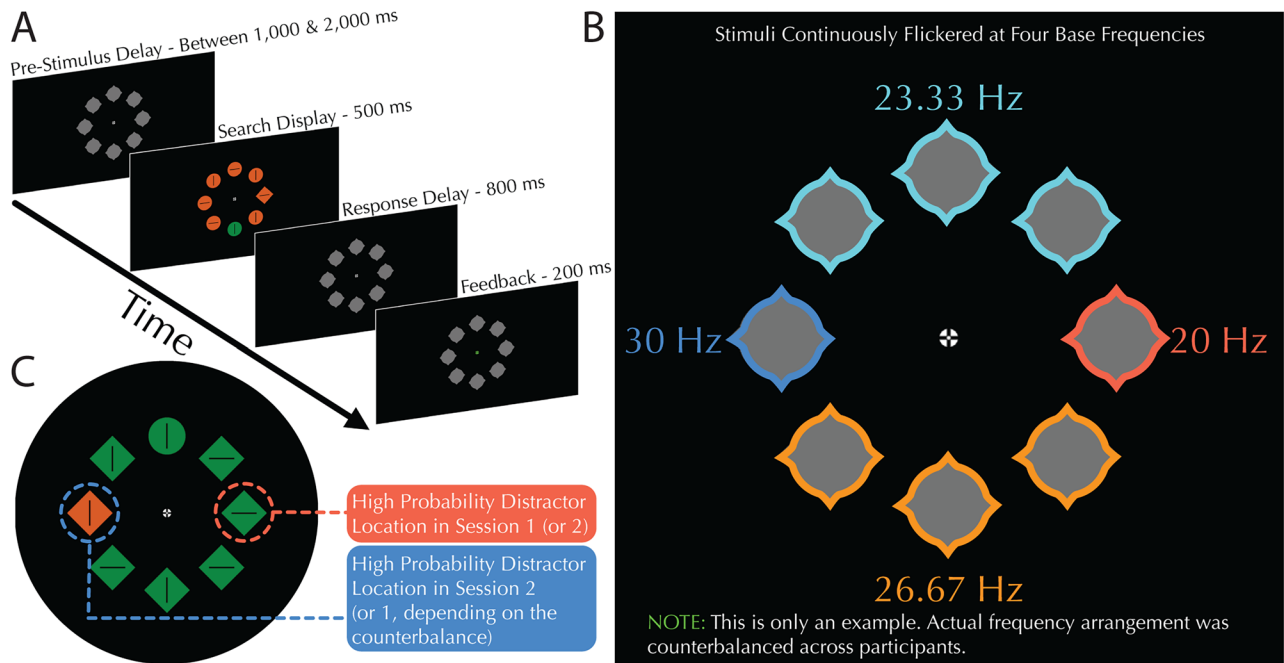 A
Pre-Stimulus Delay - Between 1,000 & 2,000 ms
Search Display - 500 ms
Response Delay - 800 ms
Feedback - 200 ms
Time
B
Stimuli Continuously Flickered at Four Base Frequencies
23.33 Hz
30 Hz
20 Hz
26.67 Hz
NOTE: This is only an example. Actual frequency arrangement was
counterbalanced across participants.
C
High Probability Distractor
Location in Session 1 (or 2)
High Probability Distractor
Location in Session 2
(or 1, depending on the
counterbalance)